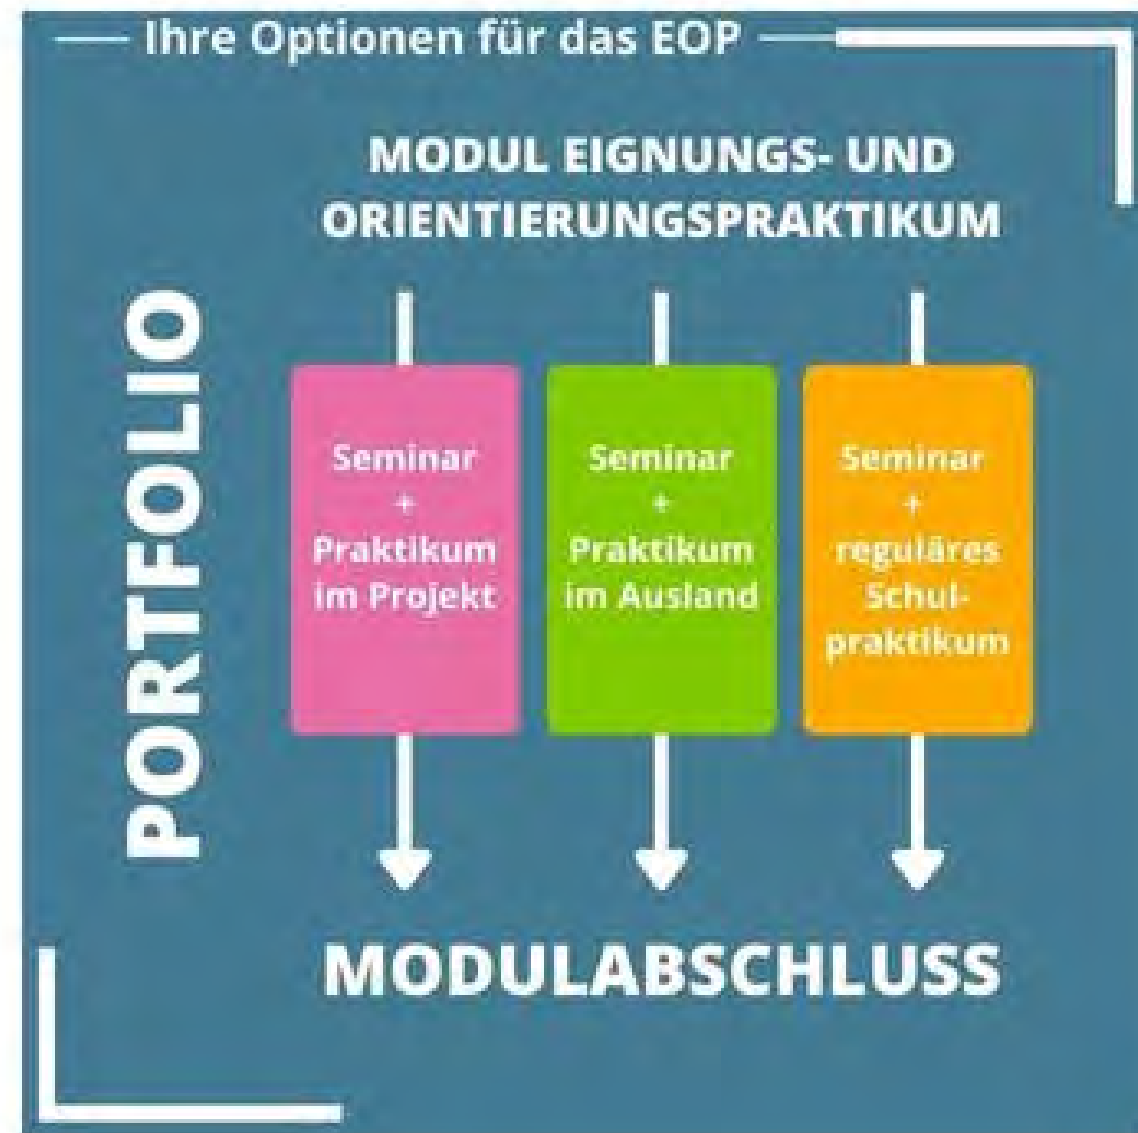 Ihre Optionen für das EOP
MODUL EIGNUNGS- UND
ORIENTIERUNGSPRAKTIKUM
PORTFOLIO
Seminar
+
Praktikum
im Projekt
Seminar
+
Praktikum
im Ausland
Seminar
+
reguläres
Schul-
praktikum
MODULABSCHLUSS